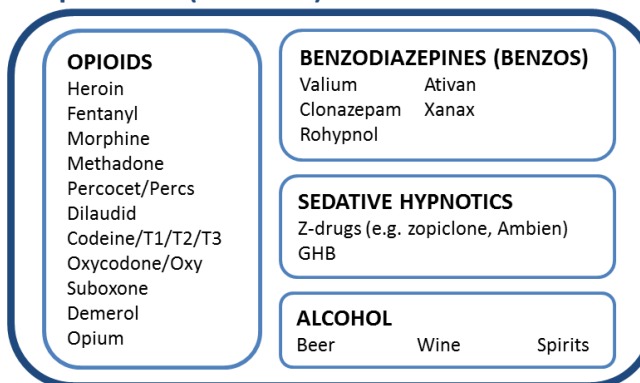 OPIOIDS
Heroin
Fentanyl
Morphine
Methadone
Percocet/Percs
Dilaudid
Codeine/T1/T2/T3
Oxycodone/Oxy
Suboxone
Demerol
Opium
BENZODIAZEPINES (BENZOS)
Valium Ativan
Clonazepam Xanax
Rohypnol
SEDATIVE HYPNOTICS
Z-drugs (e.g. zopiclone, Ambien)
GHB
ALCOHOL
Beer Wine Spirits